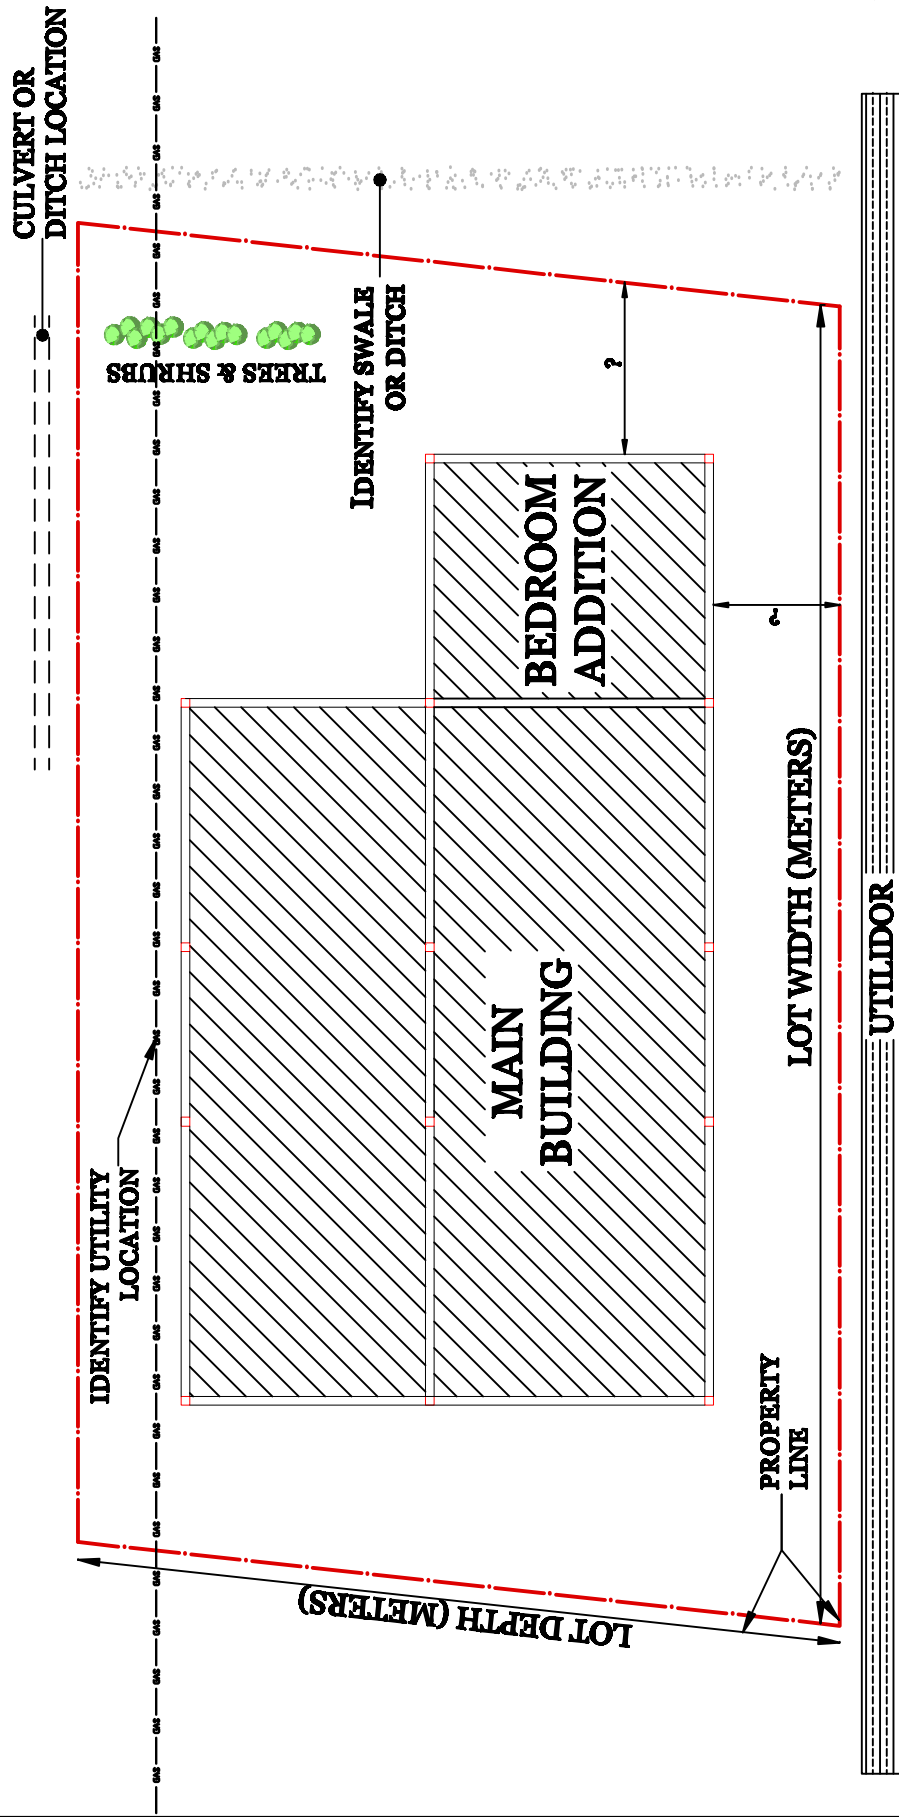 CULVERT OR
DITCH LOCATION
TREES & SHRUBS
IDENTIFY SWALE
OR DITCH
?
BEDROOM
ADDITION
?
LOT WIDTH (METERS)
UTILIDOR
MAIN
BUILDING
IDENTIFY UTILITY
LOCATION
PROPERTY
LINE
LOT DEPTH (METERS)